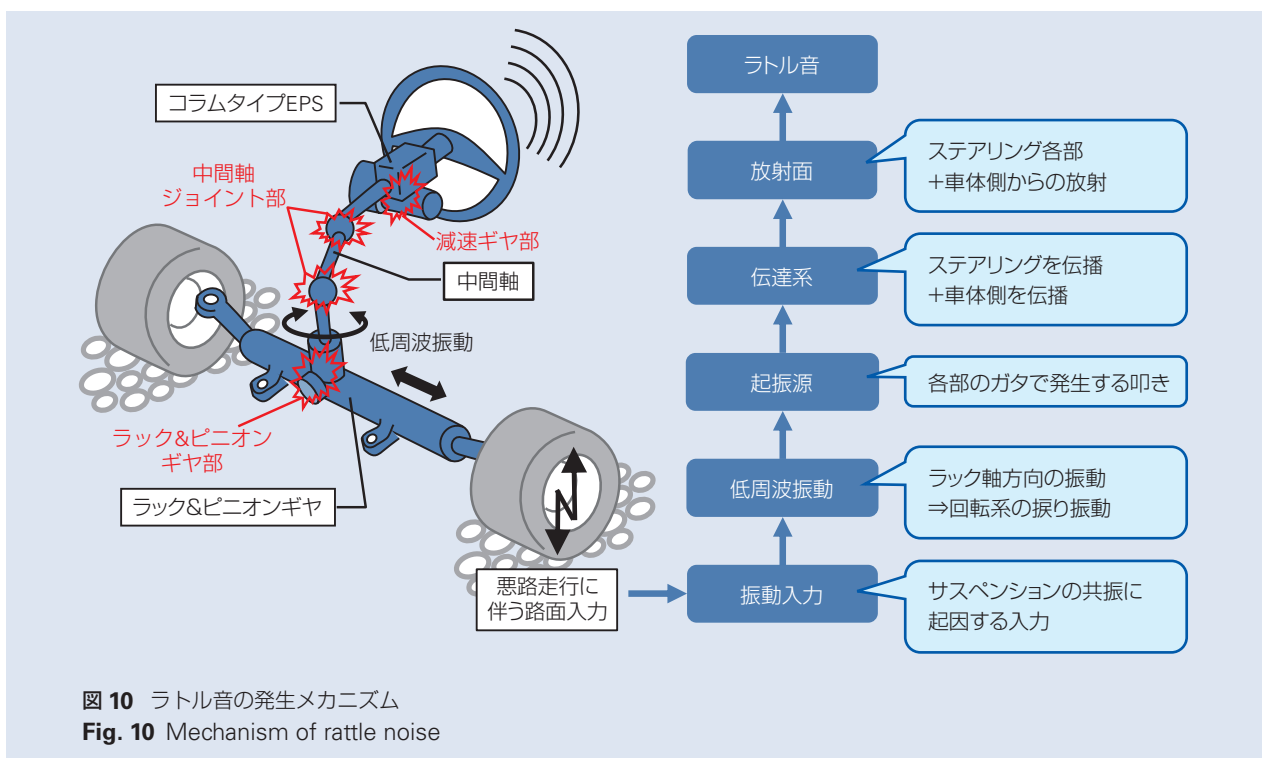 コラムタイプEPS
中間軸
ジョイント部
減速ギヤ部
中間軸
低周波振動
ラック&ピニオン
ギヤ部
ラック&ピニオンギヤ
悪路走行に
伴う路面入力
ラトル音
放射面
ステアリング各部
+車体側からの放射
伝達系
ステアリングを伝播
+車体側を伝播
起振源
各部のガタで発生する叩き
低周波振動
ラック軸方向の振動
⇒回転系の捩り振動
振動入力
サスペンションの共振に
起因する入力
図 10 ラトル音の発生メカニズム
Fig. 10 Mechanism of rattle noise